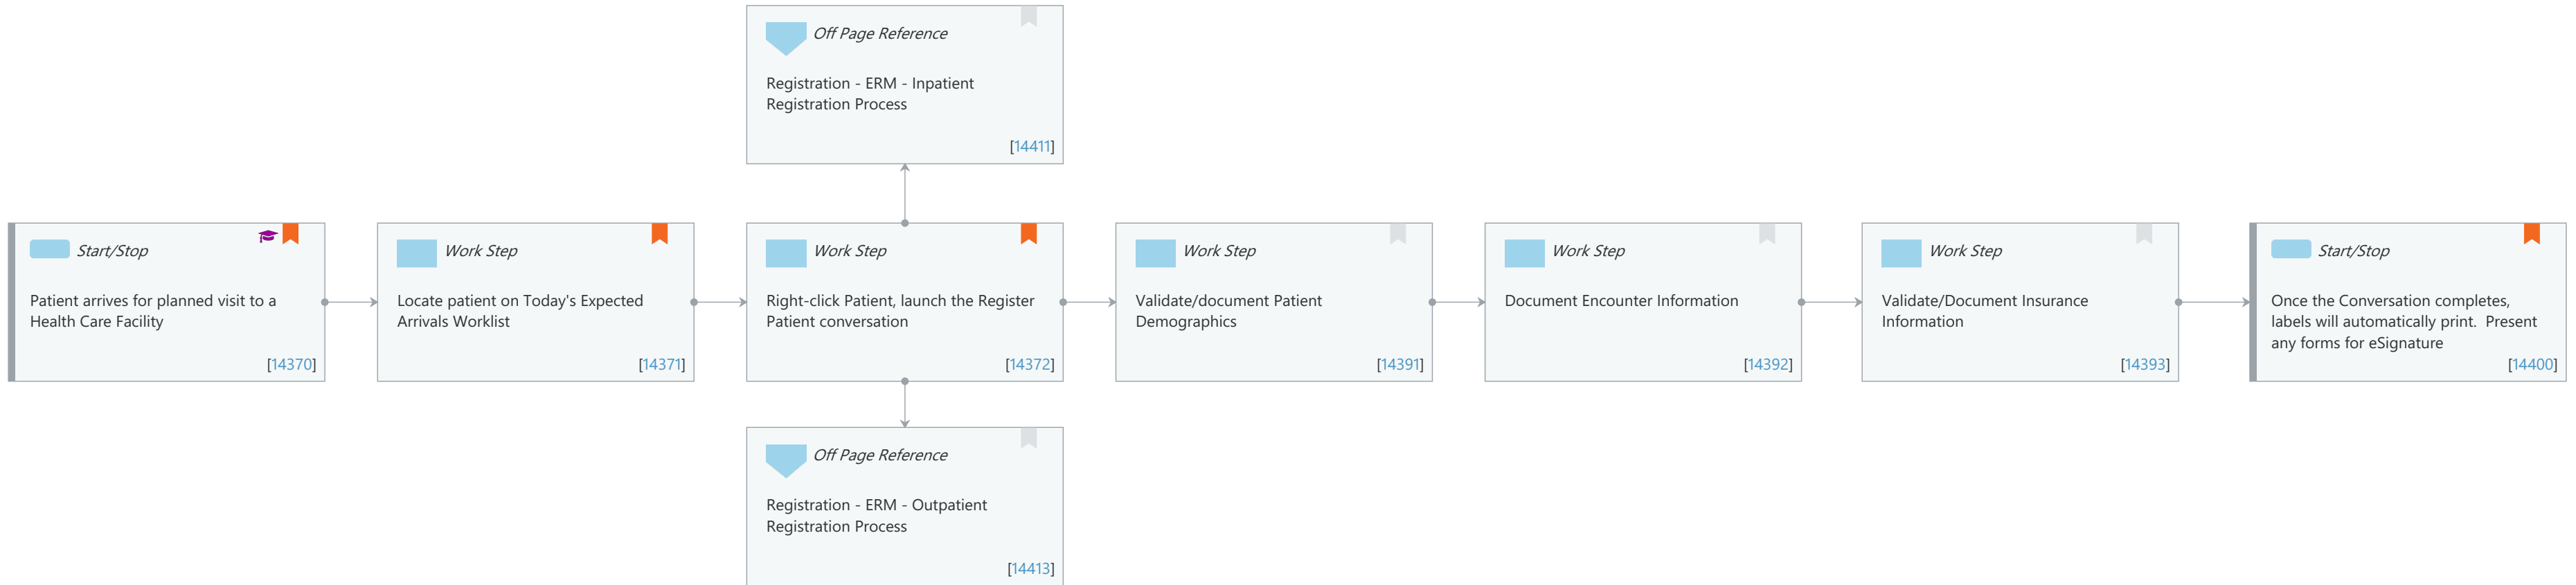 Off Page Reference
Registration - ERM - Inpatient
Registration Process
[14411]
Start/Stop
Patient arrives for planned visit to a
Health Care Facility
[14370]
Work Step
Locate patient on Today's Expected
Arrivals Worklist
[14371]
Work Step
Right-click Patient, launch the Register
Patient conversation
[14372]
Work Step
Validate/document Patient
Demographics
[14391]
Work Step
Document Encounter Information
[14392]
Work Step
Validate/Document Insurance
Information
[14393]
Start/Stop
Once the Conversation completes,
labels will automatically print.  Present
any forms for eSignature
[14400]
Off Page Reference
Registration - ERM - Outpatient
Registration Process
[14413]